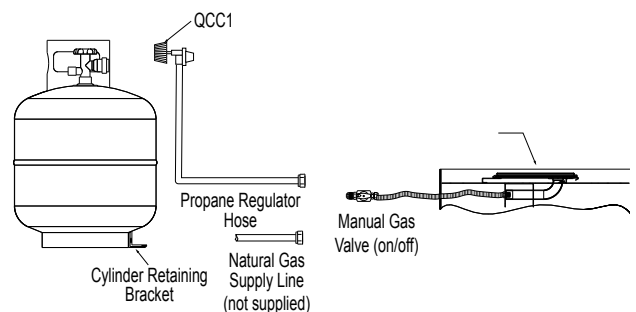 QCC1
Propane Regulator
Hose
Manual Gas
Valve (on/off)
Cylinder Retaining
Bracket
Natural Gas
Supply Line
(not supplied)